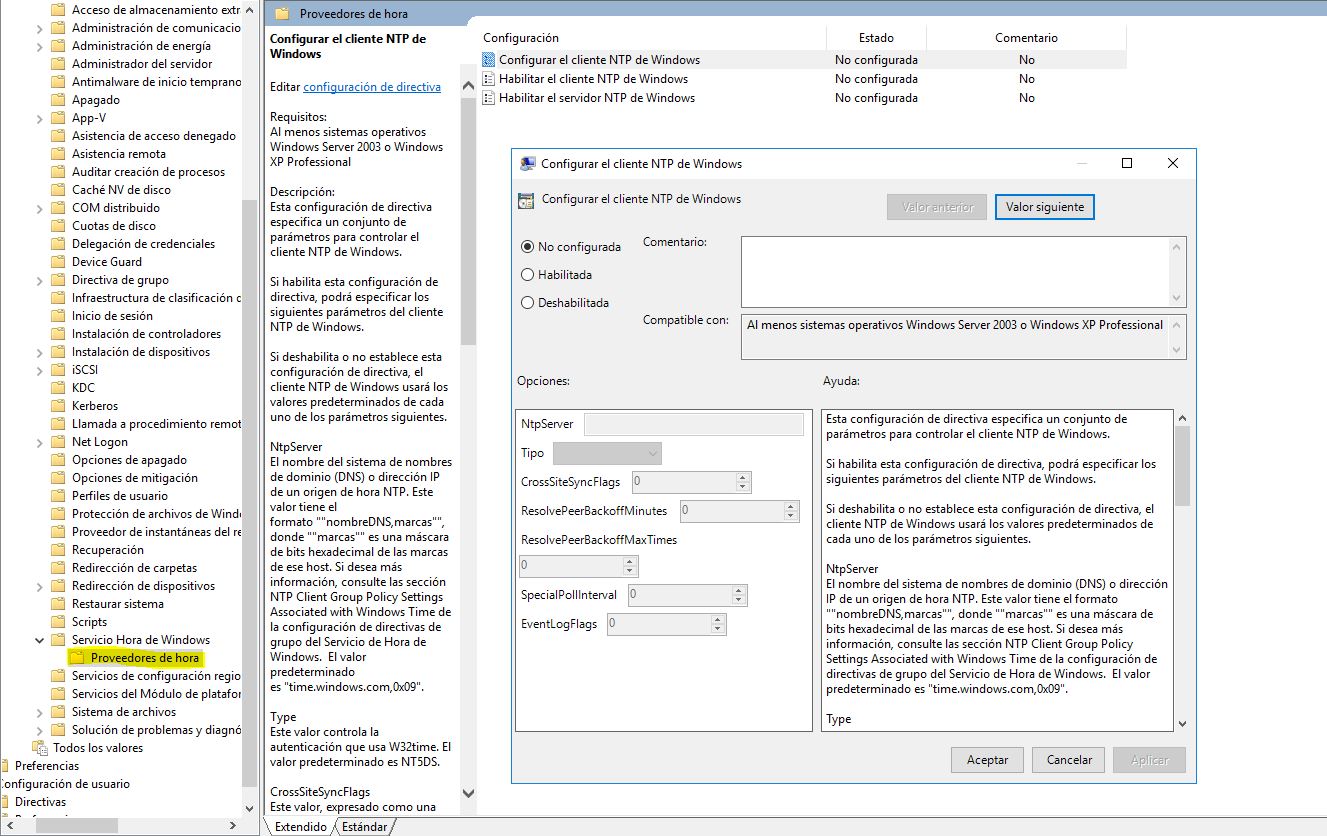 Acceso de almacenamiento extr
Administración de comunicacio
Administración de energía
Administrador del servidor
Antimalware de inicio temprano
Apagado
App-V
Asistencia de acceso denegado
Asistencia remota
Auditar creación de procesos
Caché NV de disco
COM distribuido
Cuotas de disco
Delegación de credenciales
Device Guard
Directiva de grupo
Infraestructura de clasificación d
Inicio de sesión
Instalación de controladores
Instalación de dispositivos
iSCSI
KDC
Kerberos
Llamada a procedimiento remot
Net Logon
Opciones de apagado
Opciones de mitigación
Perfiles de usuario
Protección de archivos de Windo
Proveedor de instantáneas del re
Recuperación
Redirección de carpetas
Redirección de dispositivos
Restaurar sistema
Scripts
Servicio Hora de Windows
Proveedores de hora
Servicios de configuración regio
Servicios del Módulo de platafor
Sistema de archivos
Solución de problemas y diagnó
Todos los valores
Preferencias
Configuración de usuario
Directivas
Proveedores de hora
Configurar el cliente NTP de
Windows
Editar configuración de directiva
Requisitos:
Al menos sistemas operativos
Windows Server 2003 o Windows
XP Professional
Descripción:
Esta configuración de directiva
especifica un conjunto de
parámetros para controlar el
cliente NTP de Windows.
Si habilita esta configuración de
directiva, podrá especificar los
siguientes parámetros del cliente
NTP de Windows.
Si deshabilita o no establece esta
configuración de directiva, el
cliente NTP de Windows usará los
valores predeterminados de cada
uno de los parámetros siguientes.
NtpServer
El nombre del sistema de nombres
de dominio (DNS) o dirección IP
de un origen de hora NTP. Este
valor tiene el
formato ""nombreDNS,marcas"",
donde ""marcas"" es una máscara
de bits hexadecimal de las marcas
de ese host. Si desea más
información, consulte las sección
NTP Client Group Policy Settings
Associated with Windows Time de
la configuración de directivas de
grupo del Servicio de Hora de
Windows.  El valor
predeterminado
es "time.windows.com,0x09".
Type
Este valor controla la
autenticación que usa W32time. El
valor predeterminado es NT5DS.
CrossSiteSyncFlags
Este valor, expresado como una
Extendido Estándar
Configuración Estado Comentario
Configurar el cliente NTP de Windows No configurada No
Habilitar el cliente NTP de Windows No configurada No
Habilitar el servidor NTP de Windows No configurada No
Configurar el cliente NTP de Windows
Configurar el cliente NTP de Windows
Valor anterior Valor siguiente
No configurada
Habilitada
Deshabilitada
Comentario:
Compatible con:
Al menos sistemas operativos Windows Server 2003 o Windows XP Professional
Opciones:
NtpServer
Tipo
CrossSiteSyncFlags 0
ResolvePeerBackoffMinutes 0
ResolvePeerBackoffMaxTimes
0
SpecialPollInterval 0
EventLogFlags 0
Ayuda:
Esta configuración de directiva especifica un conjunto de
parámetros para controlar el cliente NTP de Windows.
Si habilita esta configuración de directiva, podrá especificar los
siguientes parámetros del cliente NTP de Windows.
Si deshabilita o no establece esta configuración de directiva, el
cliente NTP de Windows usará los valores predeterminados de
cada uno de los parámetros siguientes.
NtpServer
El nombre del sistema de nombres de dominio (DNS) o dirección
IP de un origen de hora NTP. Este valor tiene el formato
""nombreDNS,marcas"", donde ""marcas"" es una máscara de
bits hexadecimal de las marcas de ese host. Si desea más
información, consulte las sección NTP Client Group Policy
Settings Associated with Windows Time de la configuración de
directivas de grupo del Servicio de Hora de Windows.  El valor
predeterminado es "time.windows.com,0x09".
Type
Aceptar Cancelar Aplicar